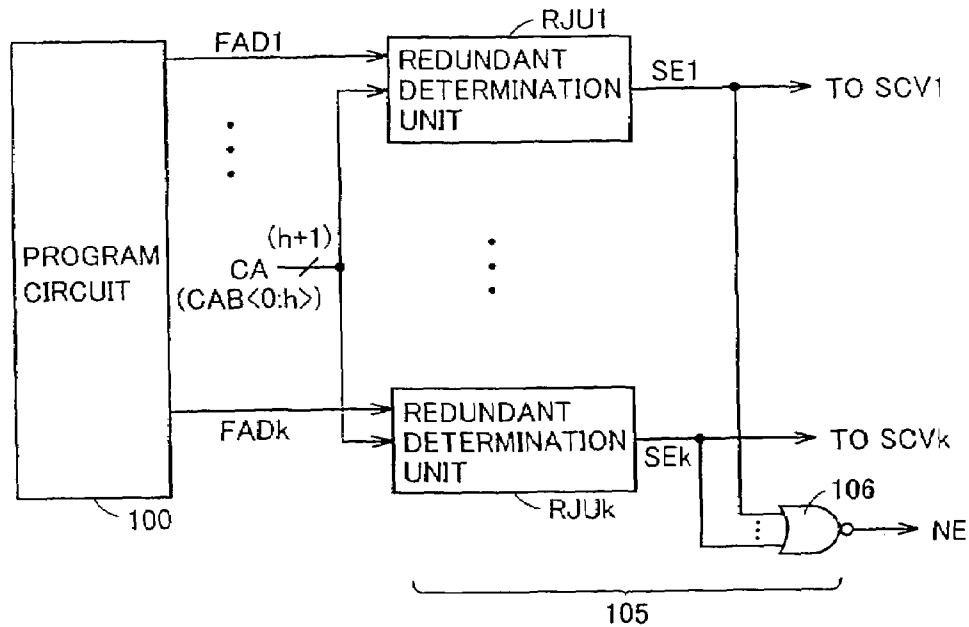 RJU1
FAD1
REDUNDANT
DETERMINATION
UNIT
SE1
TO SCV1
PROGRAM
CIRCUIT
(h+1)
CA
(CAB<0:h>)
FADk
REDUNDANT
DETERMINATION
UNIT
SEk
TO SCVk
100
RJUk
106
NE
105